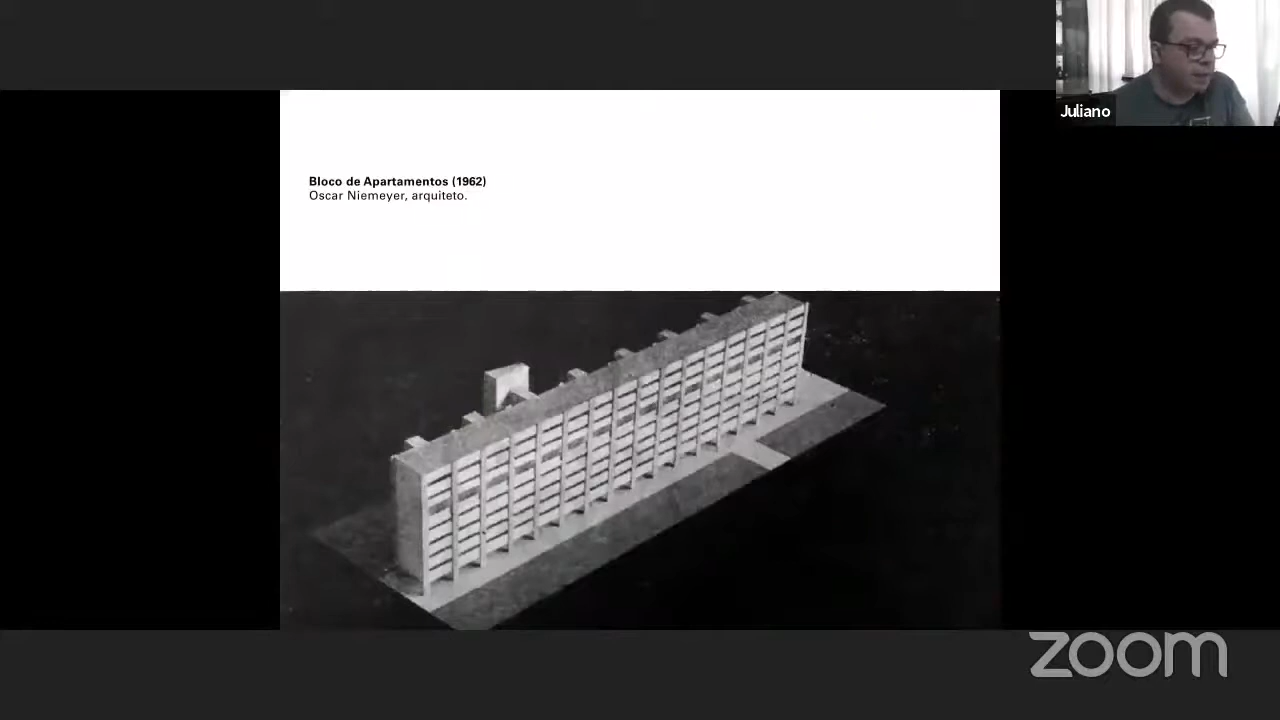 Juliano
Bloco de Apartamentos (1962)
Oscar Niemeyer, arquiteto.
zoom